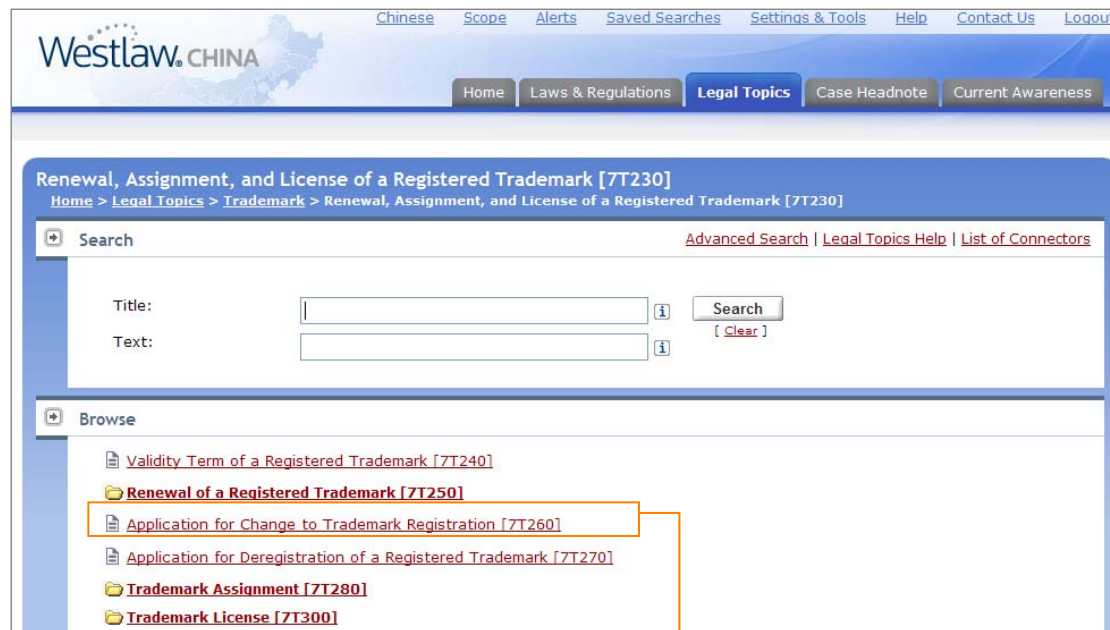 Chinese Scope Alerts Saved Searches Settings & Tools Help Contact Us Logout
Westlaw® CHINA
Home Laws & Regulations Legal Topics Case Headnote Current Awareness
Renewal, Assignment, and License of a Registered Trademark [7T230]
Home > Legal Topics > Trademark > Renewal, Assignment, and License of a Registered Trademark [7T230]
Search Advanced Search | Legal Topics Help | List of Connectors
Title: Search
[ Clear ]
Text:
Browse
Validity Term of a Registered Trademark [7T240]
Renewal of a Registered Trademark [7T250]
Application for Change to Trademark Registration [7T260]
Application for Deregistration of a Registered Trademark [7T270]
Trademark Assignment [7T280]
Trademark License [7T300]